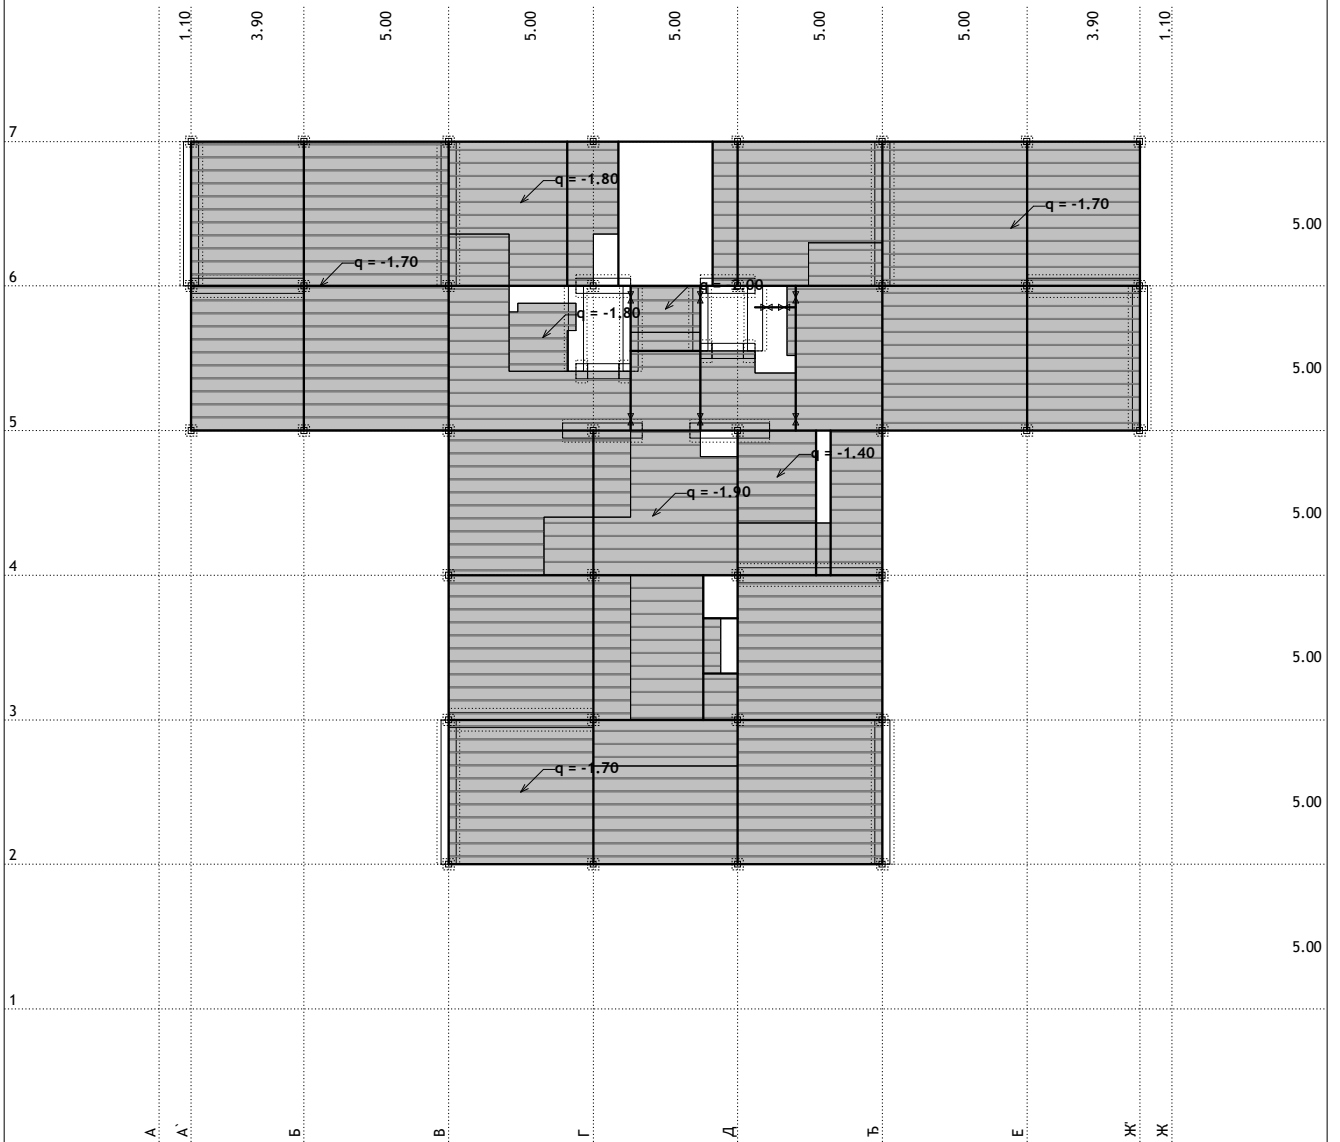 1.10 3.90 5.00 5.00 5.00 5.00 5.00 3.90 1.10
7
q = -1.80
q = -1.70
5.00
q = -1.70
6
q = -2.00
q = -1.80
5.00
5
q = -1.40
q = -1.90
5.00
4
5.00
3
q = -1.70
5.00
2
5.00
1
А А` Б В Г Д Ђ Е Ж' Ж